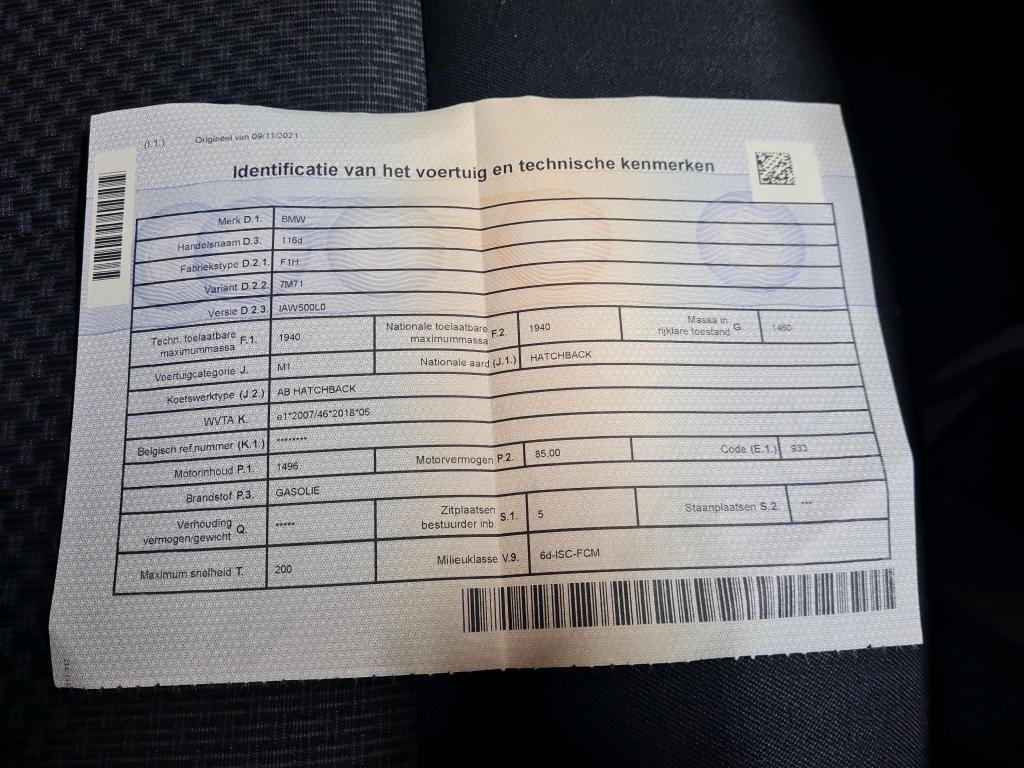 (I.1.) Origineel van 09/11/2021
Identificatie van het voertuig en technische kenmerken
Merk D.1. BMW
Handelsnaam D.3. 116d
Fabriekstype D.2.1. F1H
Variant D.2.2. 7M71
Versie D.2.3. IAW500L0
Techn. toelaatbare maximummassa F.1. 1940 Nationale toelaatbare maximummassa F.2. 1940 Massa in rijklare toestand G. 1460
Voertuigcategorie J. M1 Nationale aard (J.1.) HATCHBACK
Koetswerktype (J.2.) AB HATCHBACK
WVTA K. e1*2007/46*2018*05
Belgisch ref.nummer (K.1.) ********
Motorinhoud P.1. 1496 Motorvermogen P.2. 85,00 Code (E.1.) 933
Brandstof P.3. GASOLIE
Verhouding vermogen/gewicht Q. ***** Zitplaatsen bestuurder inb S.1. 5 Staanplaatsen S.2. ***
Maximum snelheid T. 200 Milieuklasse V.9. 6d-ISC-FCM